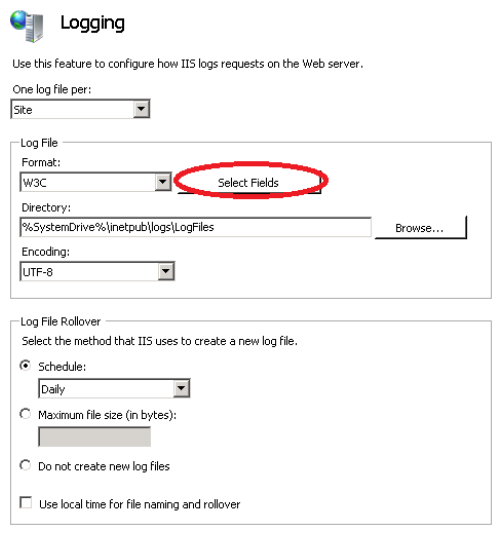 Logging
Use this feature to configure how IIS logs requests on the Web server.
One log file per:
Site
Log File
Format:
W3C
Select Fields
Directory:
%SystemDrive%\inetpub\logs\LogFiles
Browse...
Encoding:
UTF-8
Log File Rollover
Select the method that IIS uses to create a new log file.
Schedule:
Daily
Maximum file size (in bytes):
Do not create new log files
Use local time for file naming and rollover